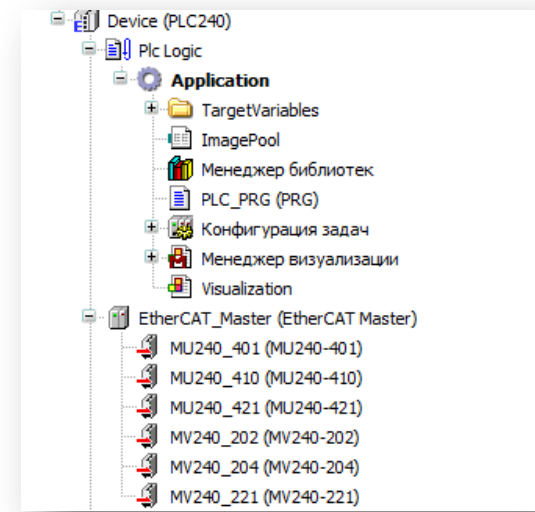 Device (PLC240)
Plc Logic
Application
TargetVariables
ImagePool
Менеджер библиотек
PLC_PRG (PRG)
Конфигурация задач
Менеджер визуализации
Visualization
EtherCAT_Master (EtherCAT Master)
MU240_401 (MU240-401)
MU240_410 (MU240-410)
MU240_421 (MU240-421)
MV240_202 (MV240-202)
MV240_204 (MV240-204)
MV240_221 (MV240-221)